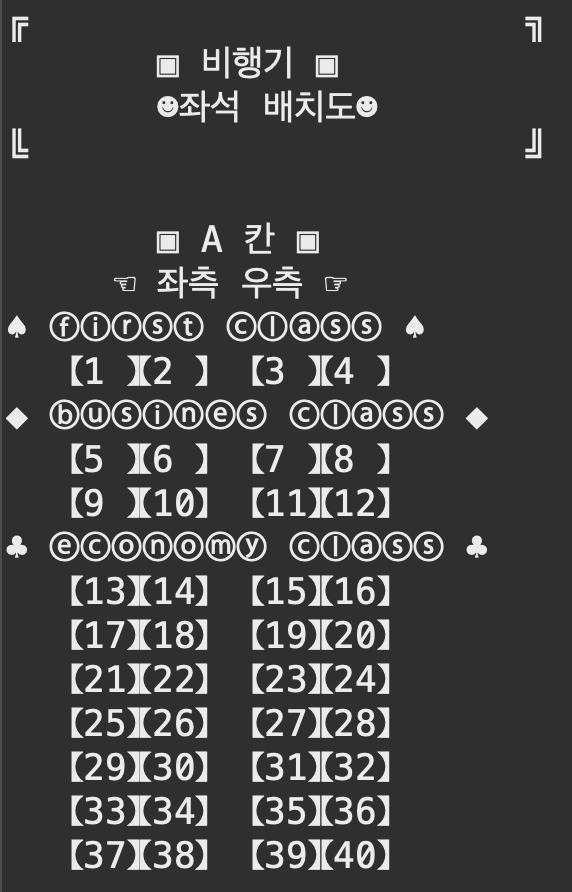 ╔ ╗
▣ 비행기 ▣
☻좌석 배치도☻
╚ ╝
▣ A 칸 ▣
☜ 좌측 우측 ☞
♠ ⓕⓘⓡⓢⓣ ⓒⓛⓐⓢⓢ ♠
【1 】【2 】 【3 】【4 】
◆ ⓑⓤⓢⓘⓝⓔⓢ ⓒⓛⓐⓢⓢ ◆
【5 】【6 】 【7 】【8 】
【9 】【10】 【11】【12】
♣ ⓔⓒⓞⓝⓞⓜⓨ ⓒⓛⓐⓢⓢ ♣
【13】【14】 【15】【16】
【17】【18】 【19】【20】
【21】【22】 【23】【24】
【25】【26】 【27】【28】
【29】【30】 【31】【32】
【33】【34】 【35】【36】
【37】【38】 【39】【40】